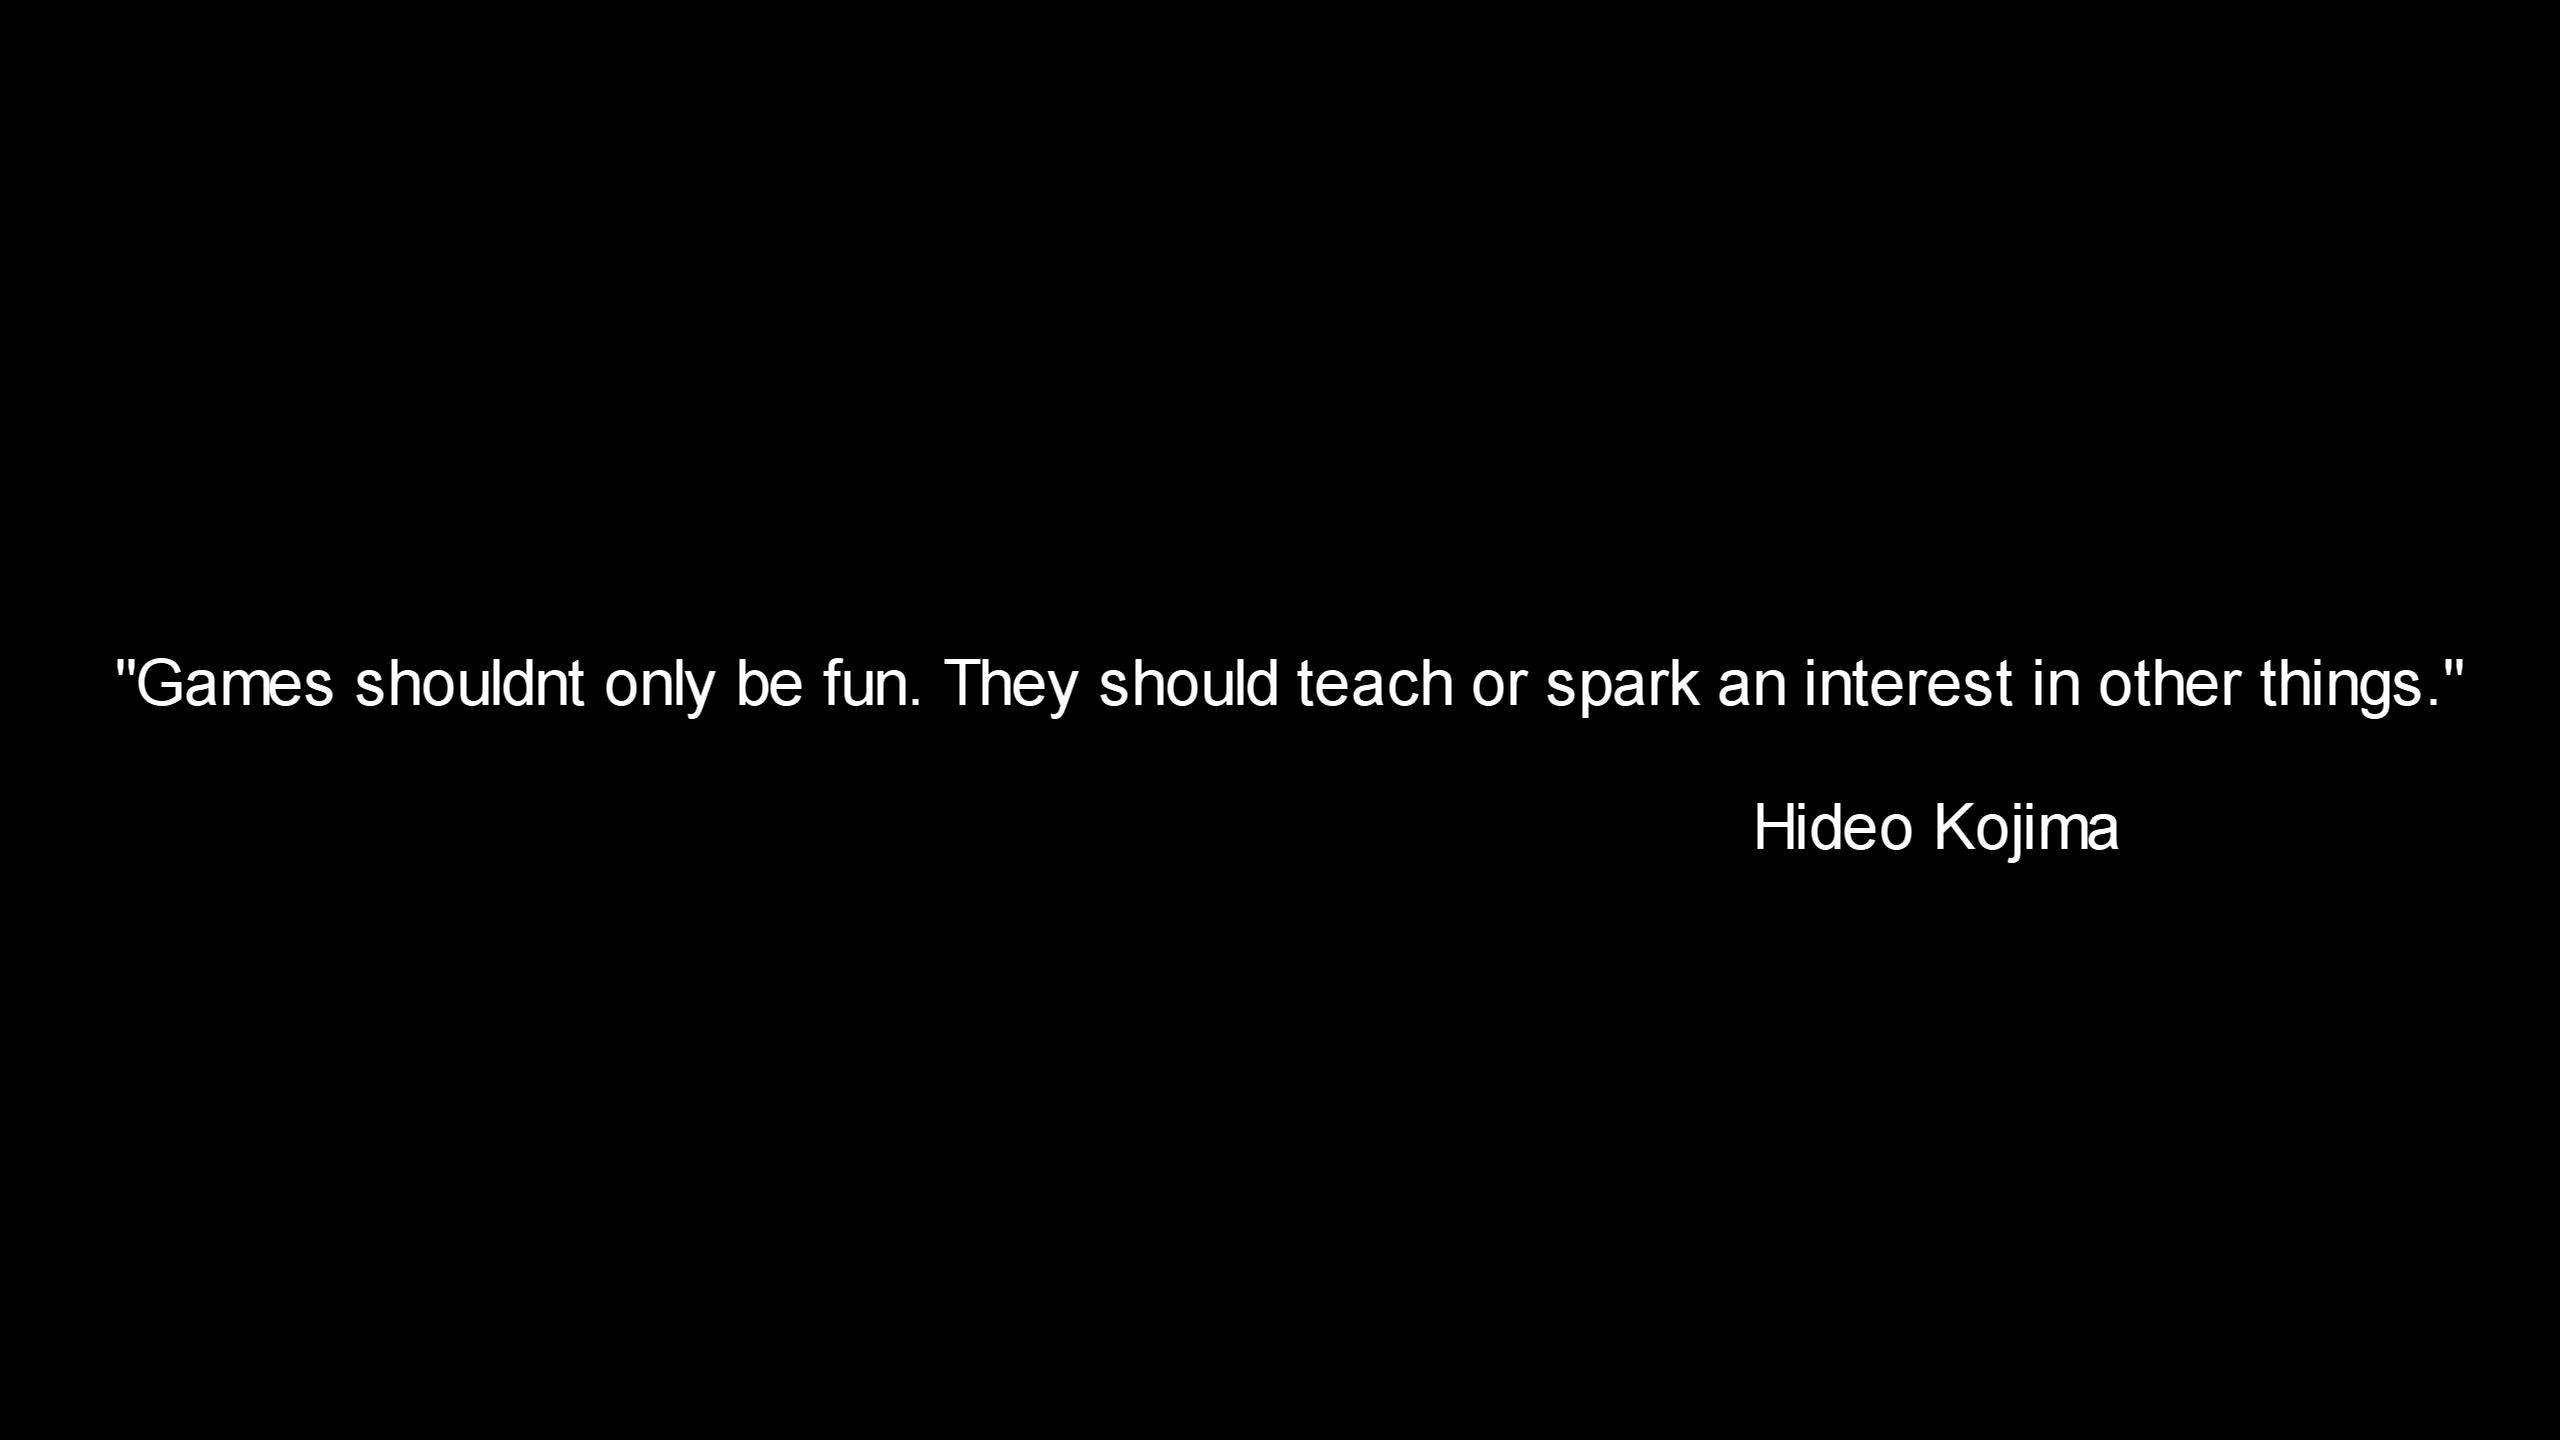 "Games shouldnt only be fun. They should teach or spark an interest in other things."
Hideo Kojima